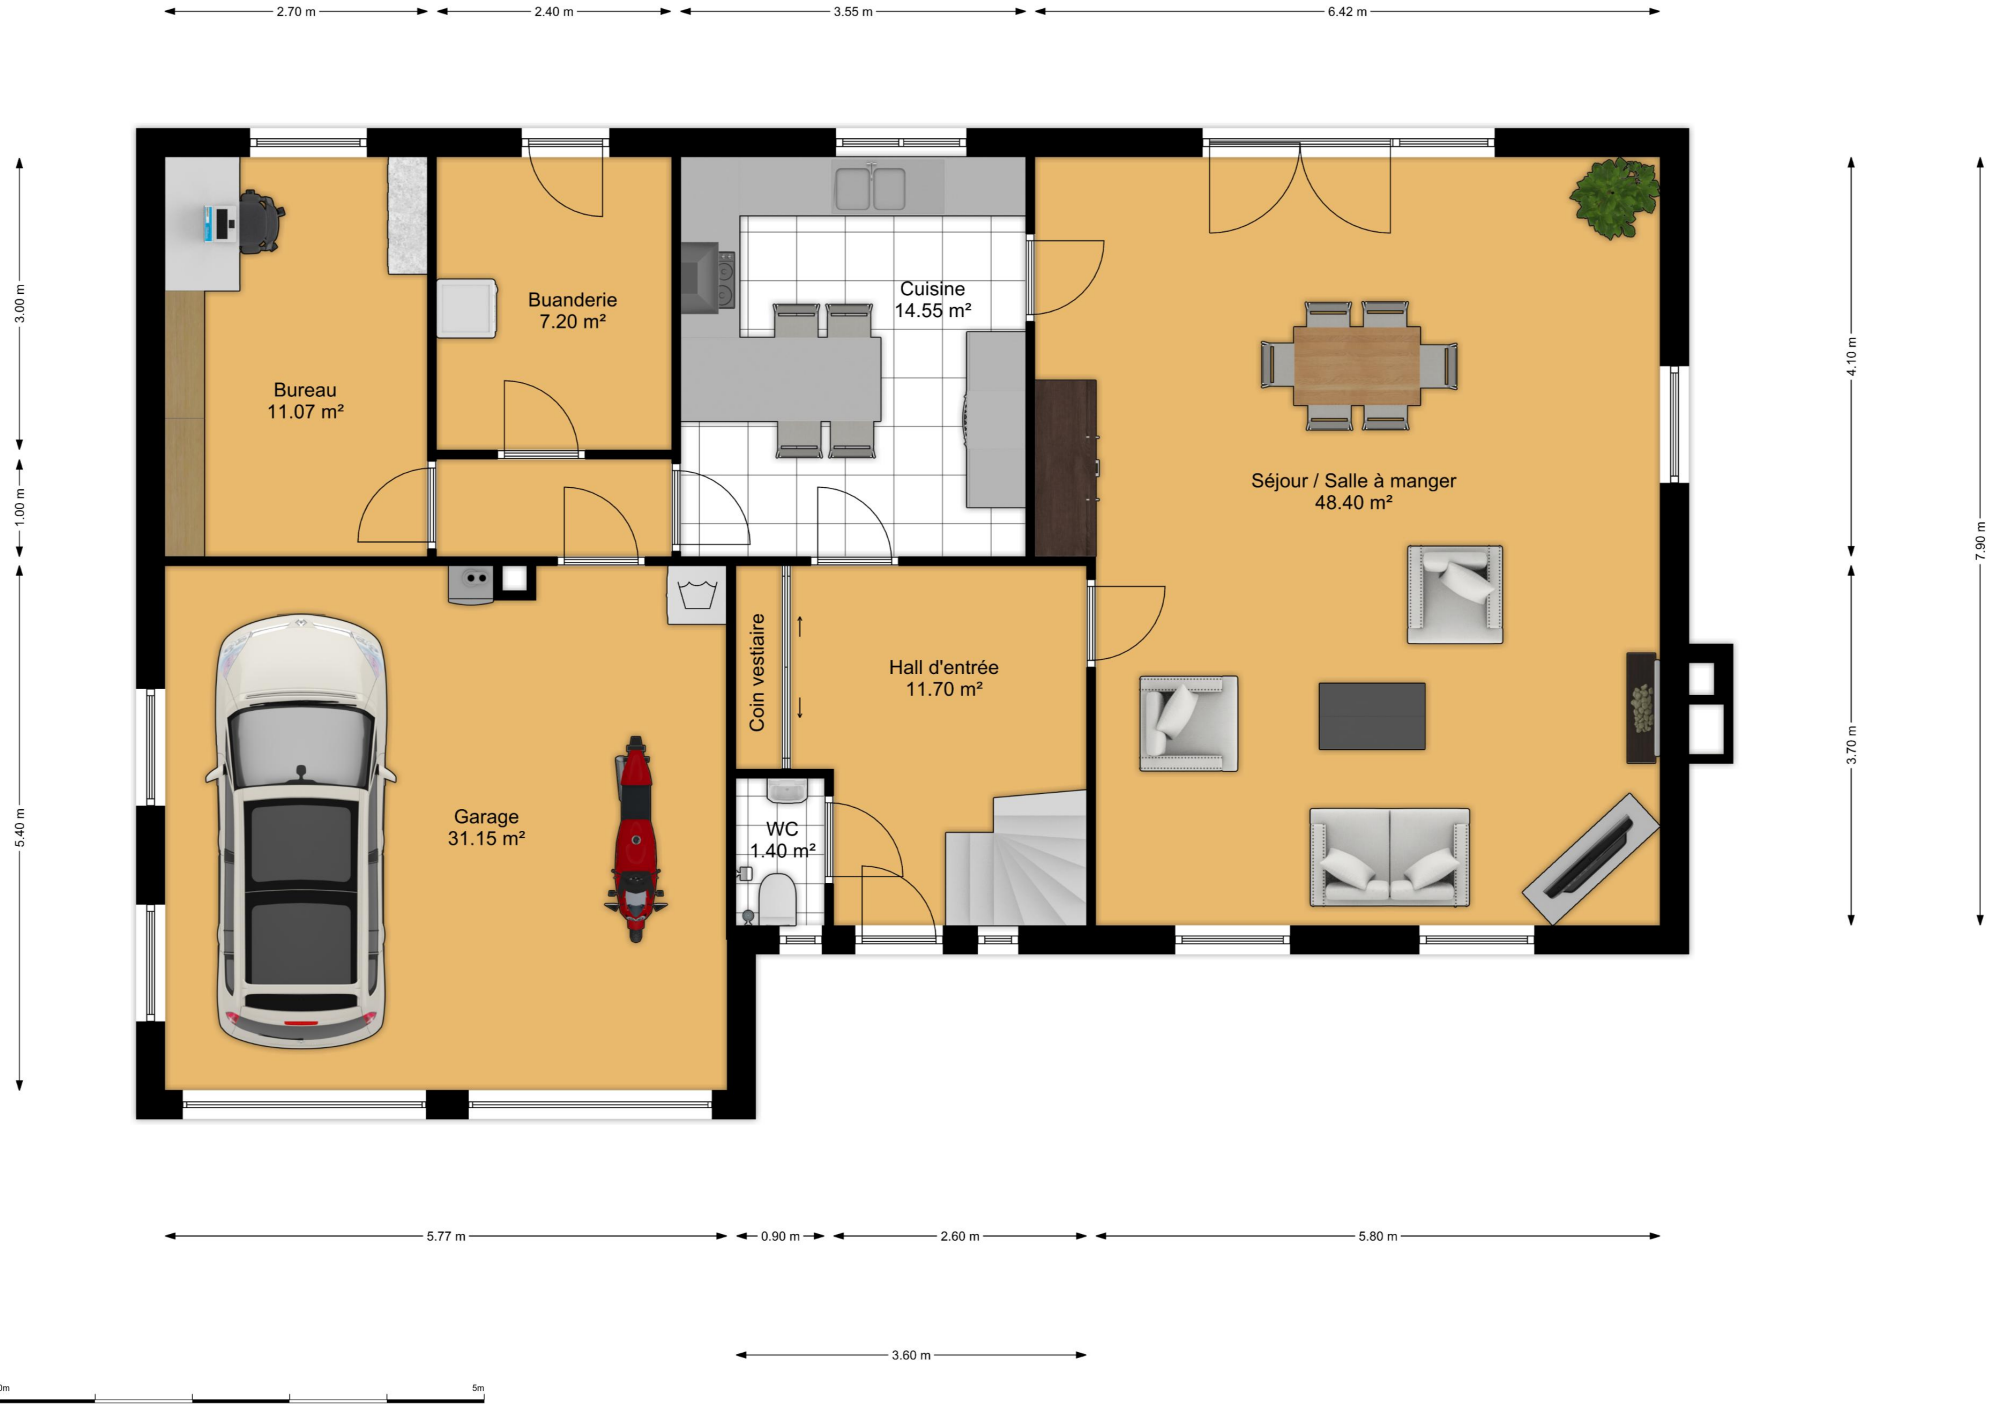 2.70 m
2.40 m
3.55 m
6.42 m
3.00 m
1.00 m
5.40 m
4.10 m
3.70 m
7.90 m
Bureau
11.07 m²
Buanderie
7.20 m²
Cuisine
14.55 m²
Séjour / Salle à manger
48.40 m²
Coin vestiaire
Hall d'entrée
11.70 m²
Garage
31.15 m²
WC
1.40 m²
5.77 m
0.90 m
2.60 m
5.80 m
3.60 m
0m
5m